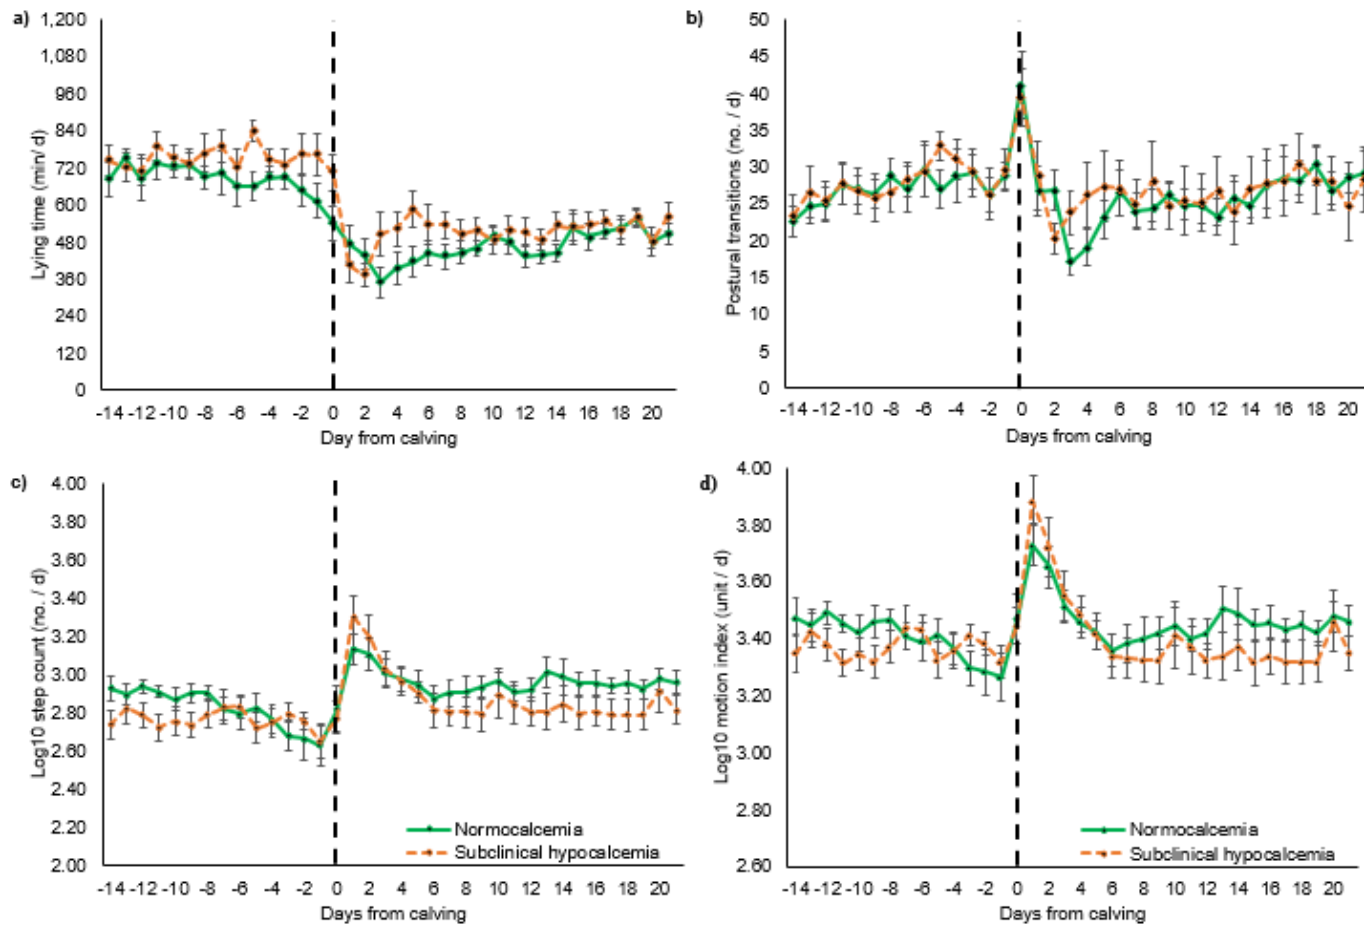 a)
1,200
1,080
960
840
720
600
480
360
240
120
0
Lying time (min/ d)
-14 -12 -10 -8 -6 -4 -2 0 2 4 6 8 10 12 14 16 18 20
Day from calving
b)
50
45
40
35
30
25
20
15
10
5
0
Postural transitions (no. / d)
-14 -12 -10 -8 -6 -4 -2 0 2 4 6 8 10 11 12 14 16 18 20
Days from calving
c)
4.00
3.80
3.60
3.40
3.20
3.00
2.80
2.60
2.40
2.20
2.00
Log10 step count (no. / d)
Normocalcemia
Subclinical hypocalcemia
-14 -12 -10 -8 -6 -4 -2 0 2 4 6 8 10 12 14 16 18 20
Days from calving
d)
4.00
3.80
3.60
3.40
3.20
3.00
2.80
2.60
Log10 motion index (unit / d)
Normocalcemia
Subclinical hypocalcemia
-14 -12 -10 -8 -6 -4 -2 0 2 4 6 8 10 12 14 16 18 20
Days from calving